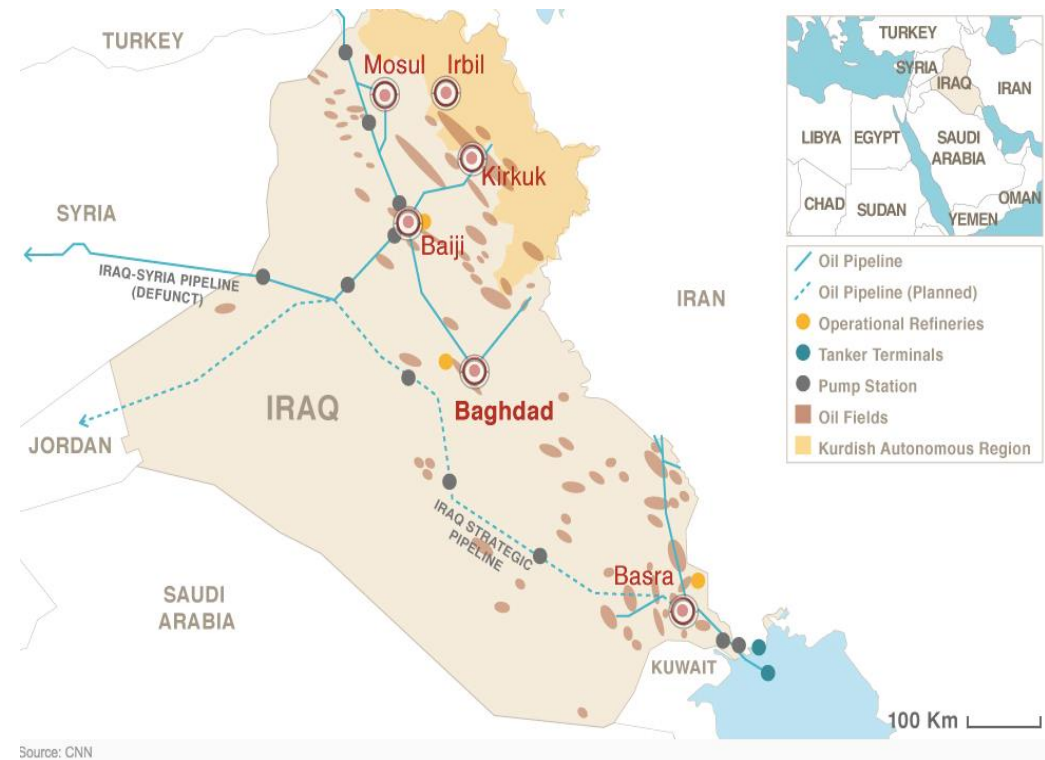 TURKEY
Mosul
Irbil
Kirkuk
SYRIA
Baiji
IRAQ-SYRIA PIPELINE
(DEFUNCT)
IRAN
IRAQ
Baghdad
JORDAN
IRAQ STRATEGIC
PIPELINE
Basra
SAUDI
ARABIA
KUWAIT
TURKEY
SYRIA
IRAQ
IRAN
LIBYA
EGYPT
SAUDI
ARABIA
CHAD
SUDAN
OMAN
YEMEN
Oil Pipeline
Oil Pipeline (Planned)
Operational Refineries
Tanker Terminals
Pump Station
Oil Fields
Kurdish Autonomous Region
100 Km
Source: CNN